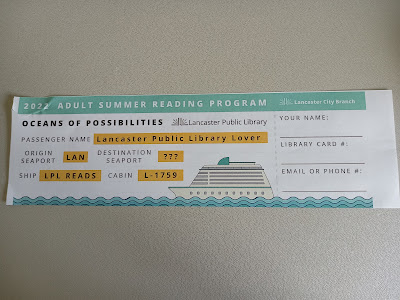 2022 ADULT SUMMER READING PROGRAM
Lancaster City Branch
OCEANS OF POSSIBILITIES
Lancaster Public Library
PASSENGER NAME Lancaster Public Library Lover
ORIGIN SEAPORT LAN
DESTINATION SEAPORT ???
SHIP LPL READS CABIN L-1759
YOUR NAME:
LIBRARY CARD #:
EMAIL OR PHONE #: